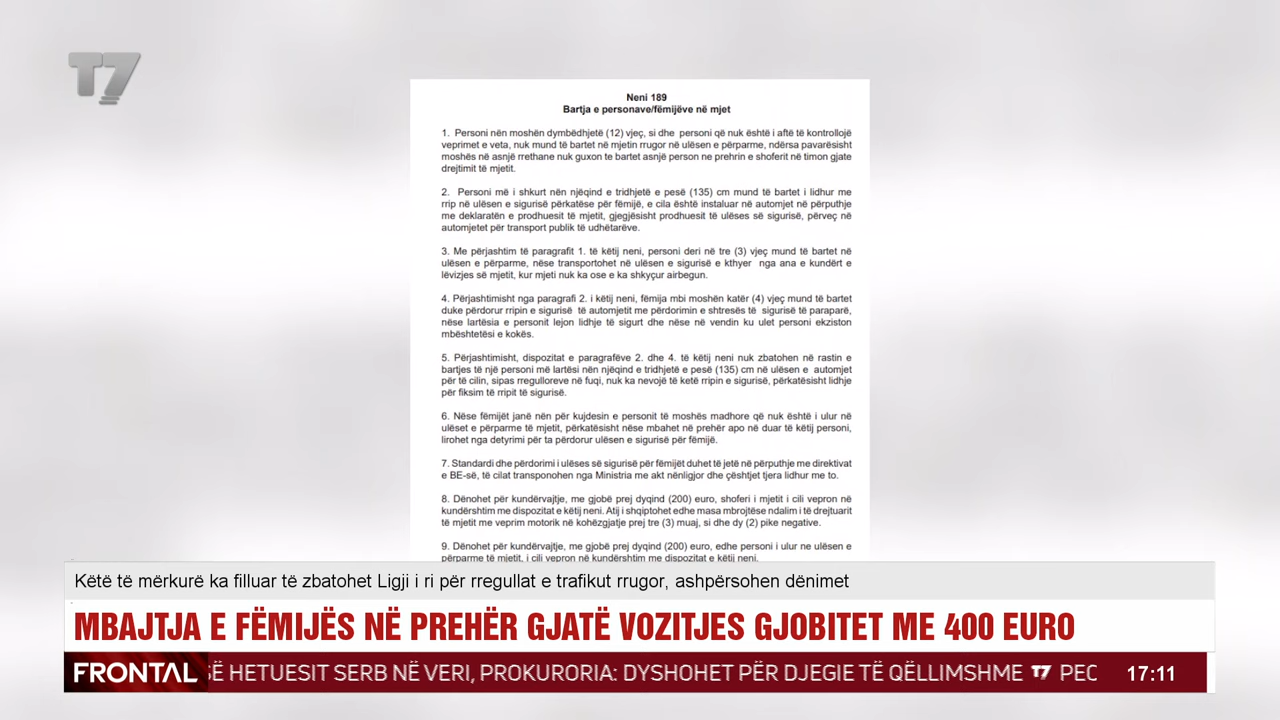 T7
Neni 189
Bartja e personave/fëmijëve në mjet
1. Personi nën moshën dymbëdhjetë (12) vjeç, si dhe personi që nuk është i aftë të kontrollojë
veprimet e veta, nuk mund të bartet në mjetin rrugor në ulësen e përparme, ndërsa pavarësisht
moshës në asnjë rrethane nuk guxon te bartet asnjë person ne prehrin e shoferit në timon gjate
drejtimit të mjetit.
2. Personi më i shkurt nën njëqind e tridhjetë e pesë (135) cm mund të bartet i lidhur me
rrip në ulësen e sigurisë përkatëse për fëmijë, e cila është instaluar në automjet në përputhje
me deklaratën e prodhuesit të mjetit, gjegjësisht prodhuesit të ulëses së sigurisë, përveç në
automjetet për transport publik të udhëtarëve.
3. Me përjashtim të paragrafit 1. të këtij neni, personi deri në tre (3) vjeç mund të bartet në
ulësen e përparme, nëse transportohet në ulësen e sigurisë e kthyer nga ana e kundërt e
lëvizjes së mjetit, kur mjeti nuk ka ose e ka shkyçur airbegun.
4. Përjashtimisht nga paragrafi 2. i këtij neni, fëmija mbi moshën katër (4) vjeç mund të bartet
duke përdorur rripin e sigurisë të automjetit me përdorimin e shtresës të sigurisë të paraparë,
nëse lartësia e personit lejon lidhje të sigurt dhe nëse në vendin ku ulet personi ekziston
mbështetësi e kokës.
5. Përjashtimisht, dispozitat e paragrafëve 2. dhe 4. të këtij neni nuk zbatohen në rastin e
bartjes të një personi më lartësi nën njëqind e tridhjetë e pesë (135) cm në ulësen e automjet
për të cilin, sipas rregulloreve në fuqi, nuk ka nevojë të ketë rripin e sigurisë, përkatësisht lidhje
për fiksim të rripit të sigurisë.
6. Nëse fëmijët janë nën për kujdesin e personit të moshës madhore që nuk është i ulur në
ulëset e përparme të mjetit, përkatësisht nëse mbahet në prehër apo në duar të këtij personi,
lirohet nga detyrimi për ta përdorur ulësen e sigurisë për fëmijë.
7. Standardi dhe përdorimi i ulëses së sigurisë për fëmijët duhet të jetë në përputhje me direktivat
e BE-së, të cilat transponohen nga Ministria me akt nënligjor dhe çështjet tjera lidhur me to.
8. Dënohet për kundërvajtje, me gjobë prej dyqind (200) euro, shoferi i mjetit i cili vepron në
kundërshtim me dispozitat e këtij neni. Atij i shqiptohet edhe masa mbrojtëse ndalim i të drejtuarit
të mjetit me veprim motorik në kohëzgjatje prej tre (3) muaj, si dhe dy (2) pike negative.
9. Dënohet për kundërvajtje, me gjobë prej dyqind (200) euro, edhe personi i ulur ne ulësen e
përparme të mjetit, i cili vepron në kundërshtim me dispozitat e këtij neni.
Këtë të mërkurë ka filluar të zbatohet Ligji i ri për rregullat e trafikut rrugor, ashpërsohen dënimet
MBAJTJA E FËMIJËS NË PREHËR GJATË VOZITJES GJOBITET ME 400 EURO
FRONTAL SË HETUESIT SERB NË VERI, PROKURORIA: DYSHOHET PËR DJEGIE TË QËLLIMSHME T7 PEC 17:11